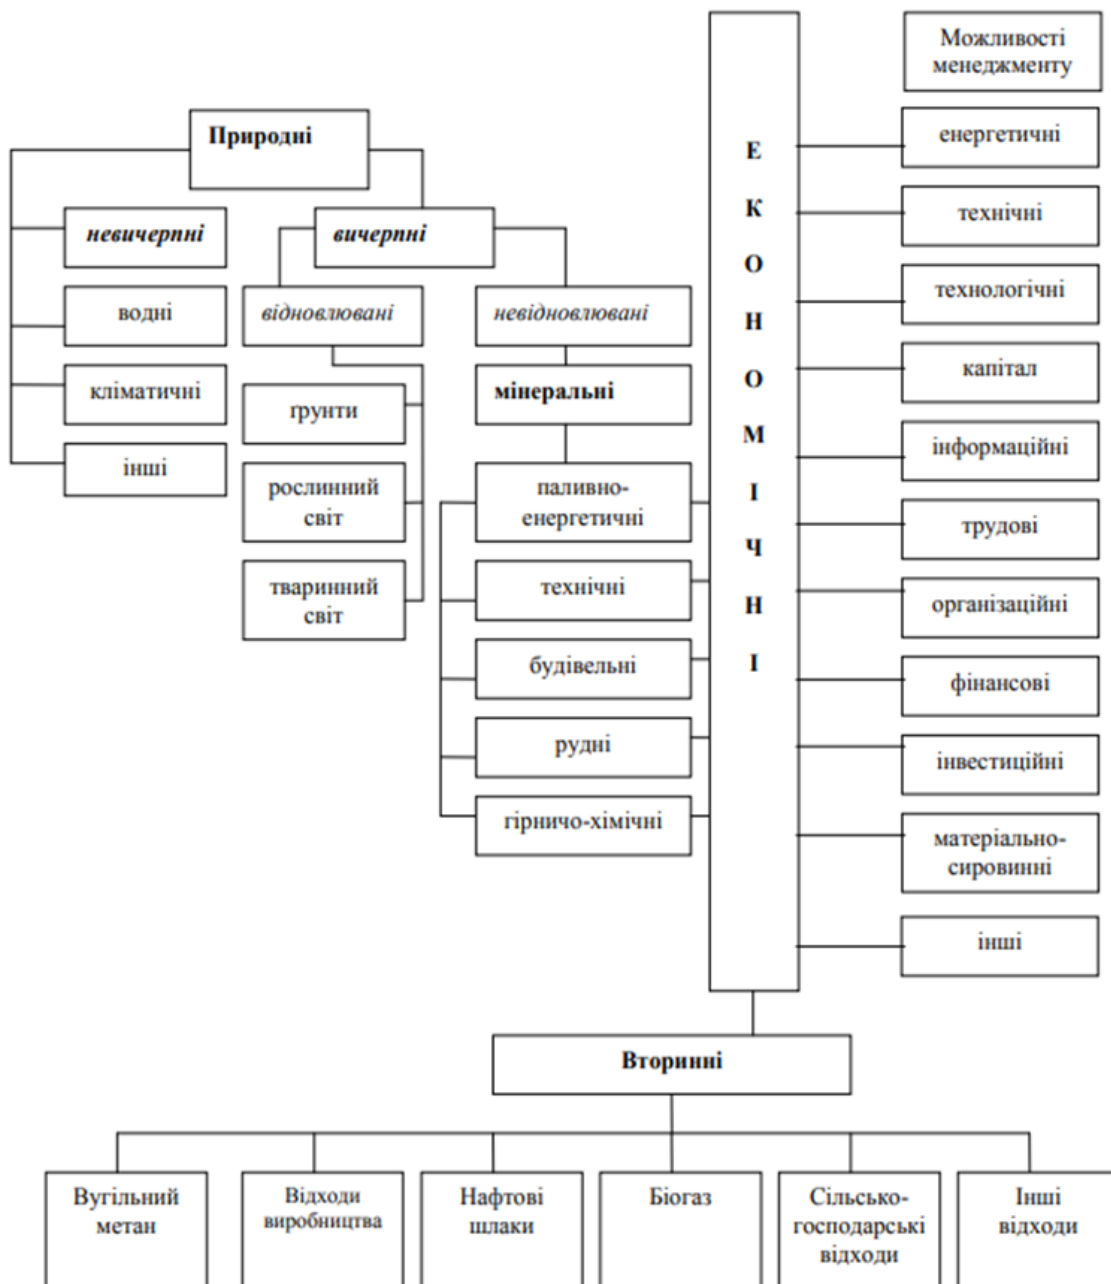 Природні
невичерпні
водні
кліматичні
інші
вичерпні
відновлювані
ґрунти
рослинний
світ
тваринний
світ
невідновлювані
мінеральні
паливно-
енергетичні
технічні
будівельні
рудні
гірничо-хімічні
Е
К
О
Н
О
М
І
Ч
Н
І
Можливості
менеджменту
енергетичні
технічні
технологічні
капітал
інформаційні
трудові
організаційні
фінансові
інвестиційні
матеріально-
сировинні
інші
Вторинні
Вугільний
метан
Відходи
виробництва
Нафтові
шлаки
Біогаз
Сільсько-
господарські
відходи
Інші
відходи